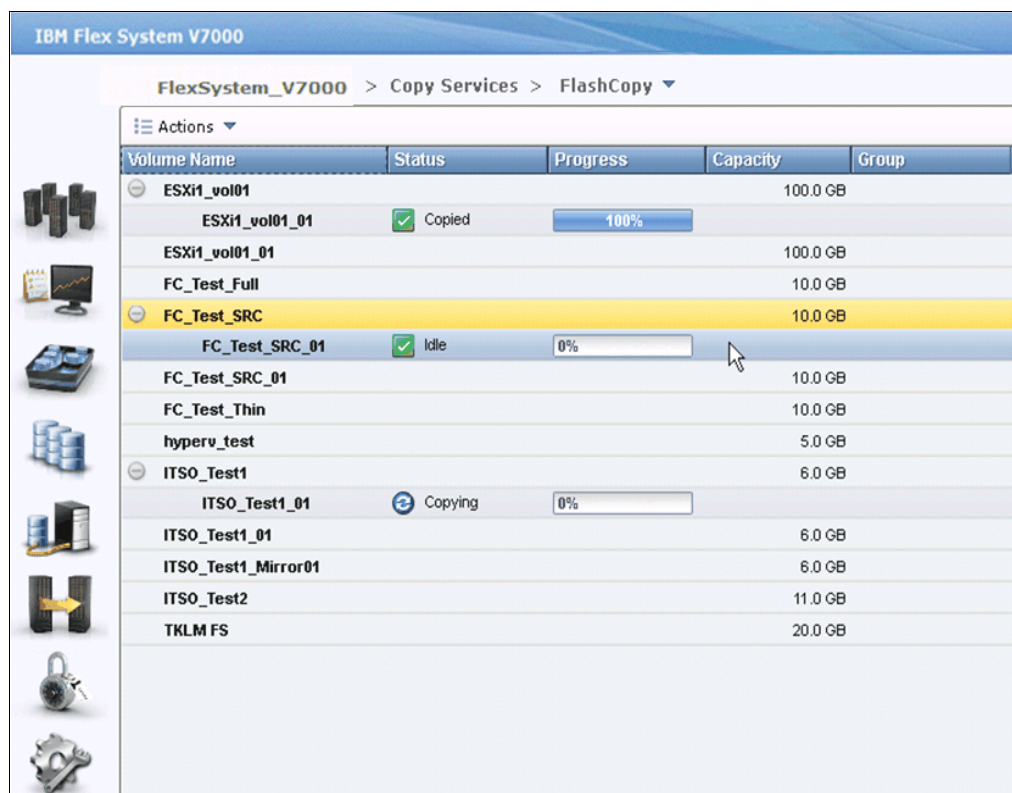 IBM Flex System V7000
FlexSystem_V7000 > Copy Services > FlashCopy
Actions
Volume Name Status Progress Capacity Group
ESXi1_vol01 100.0 GB
ESXi1_vol01_01 Copied 100%
ESXi1_vol01_01 100.0 GB
FC_Test_Full 10.0 GB
FC_Test_SRC 10.0 GB
FC_Test_SRC_01 Idle 0%
FC_Test_SRC_01 10.0 GB
FC_Test_Thin 10.0 GB
hyperv_test 5.0 GB
ITSO_Test1 6.0 GB
ITSO_Test1_01 Copying 0%
ITSO_Test1_01 6.0 GB
ITSO_Test1_Mirror01 6.0 GB
ITSO_Test2 11.0 GB
TKLM FS 20.0 GB